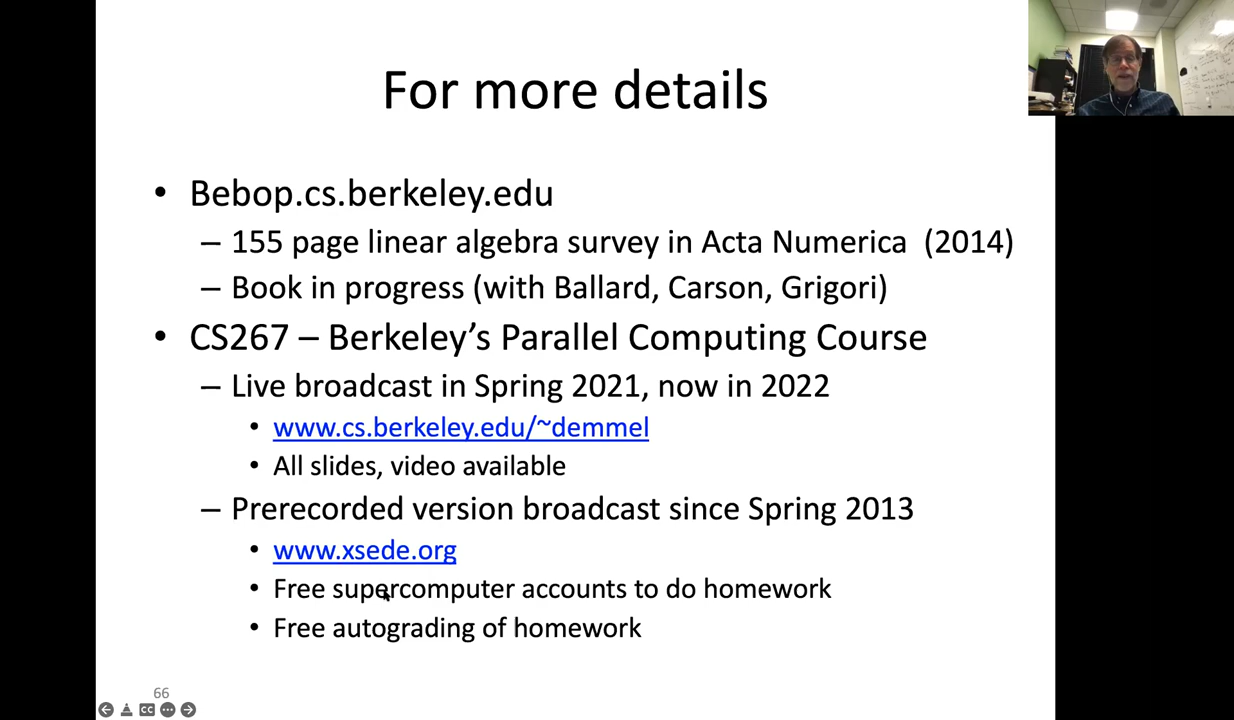 For more details
• Bebop.cs.berkeley.edu
– 155 page linear algebra survey in Acta Numerica (2014)
– Book in progress (with Ballard, Carson, Grigori)
• CS267 – Berkeley’s Parallel Computing Course
– Live broadcast in Spring 2021, now in 2022
• www.cs.berkeley.edu/~demmel
• All slides, video available
– Prerecorded version broadcast since Spring 2013
• www.xsede.org
• Free supercomputer accounts to do homework
• Free autograding of homework
66
CC